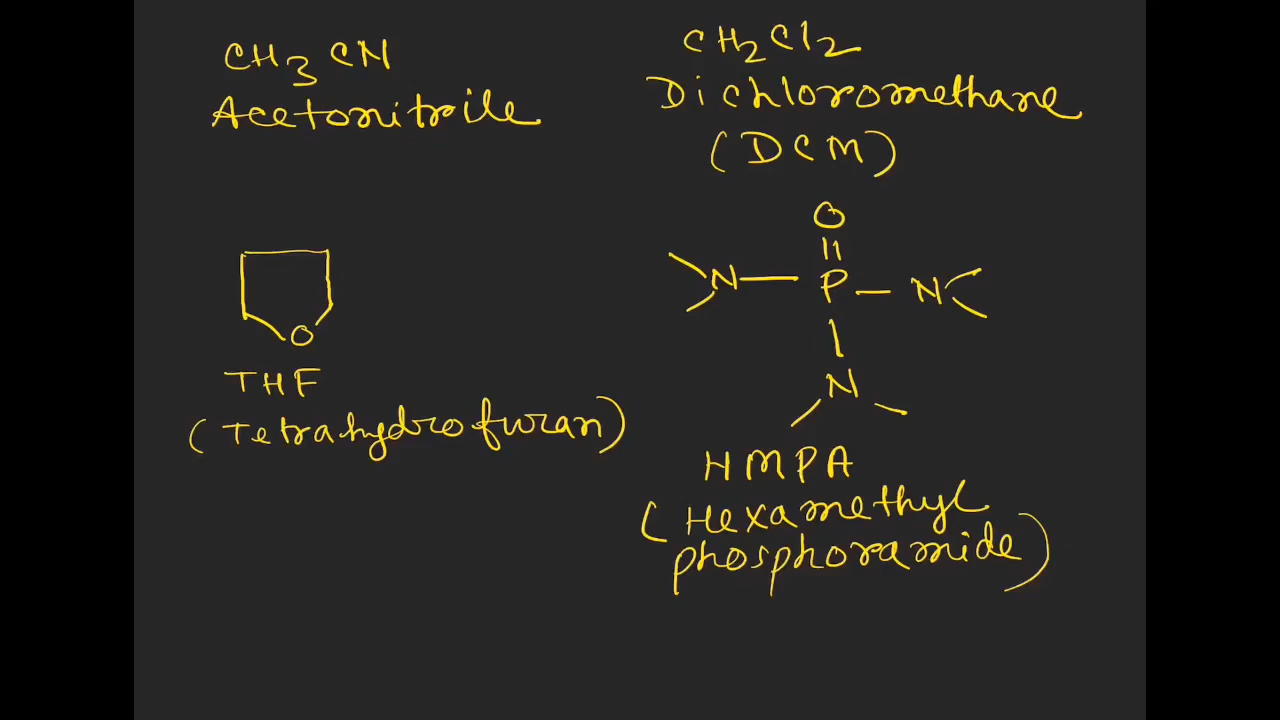 CH3CN
Acetonitrile
CH2Cl2
Dichloromethane
(DCM)
O
THF
(Tetrahydrofuran)
O
N P N
N
HMPA
(Hexamethyl
phosphoramide)